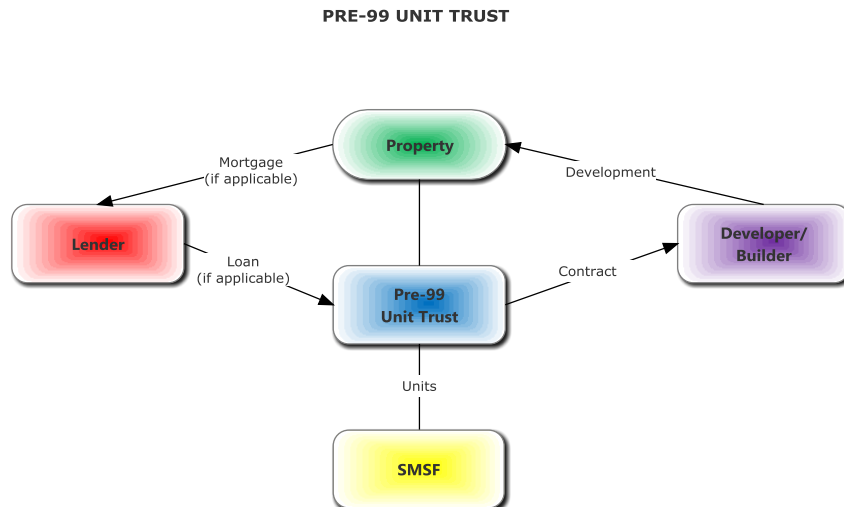 PRE-99 UNIT TRUST
Property
Mortgage
(if applicable)
Development
Lender
Developer/
Builder
Loan
(if applicable)
Contract
Pre-99
Unit Trust
Units
SMSF